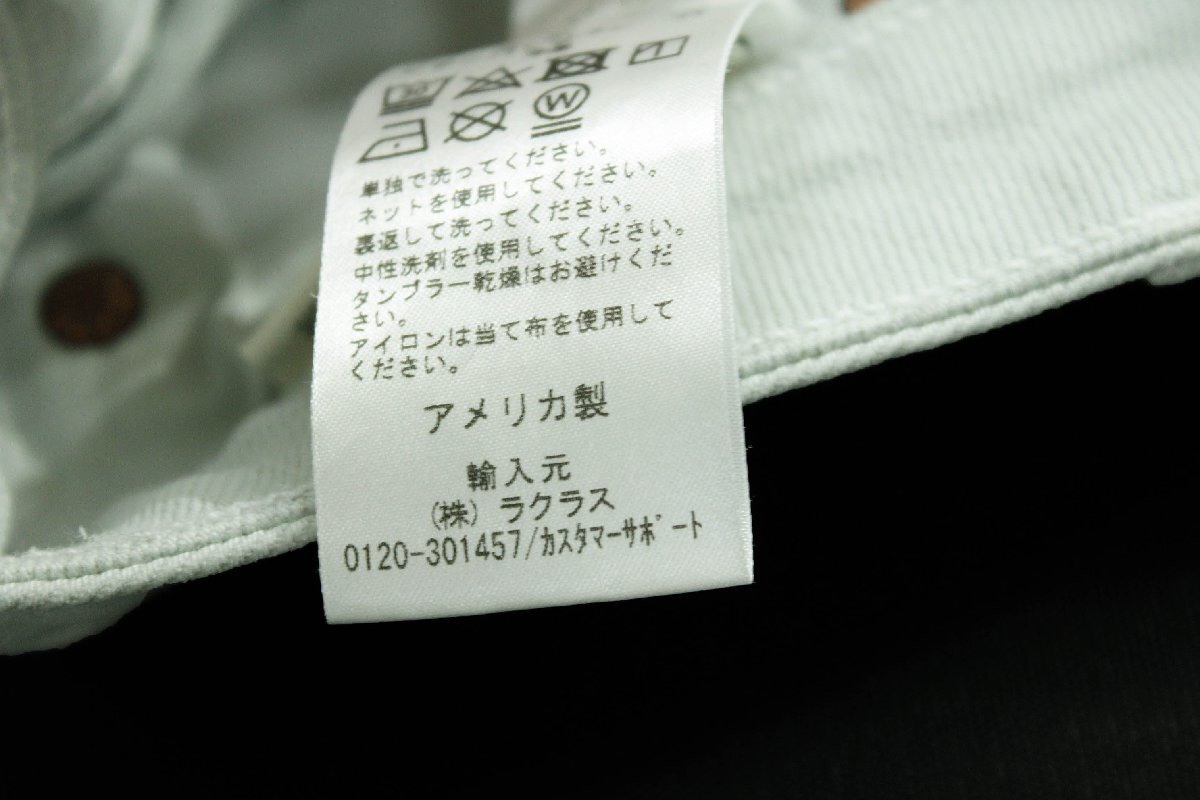 W
単独で洗ってください。
ネットを使用してください。
裏返して洗ってください。
中性洗剤を使用してください。
タンブラー乾燥はお避けくだ
さい。
アイロンは当て布を使用して
ください。
アメリカ製
輸入元
(株) ラクラス
0120-301457/ｶｽﾀﾏｰｻﾎﾟｰﾄ